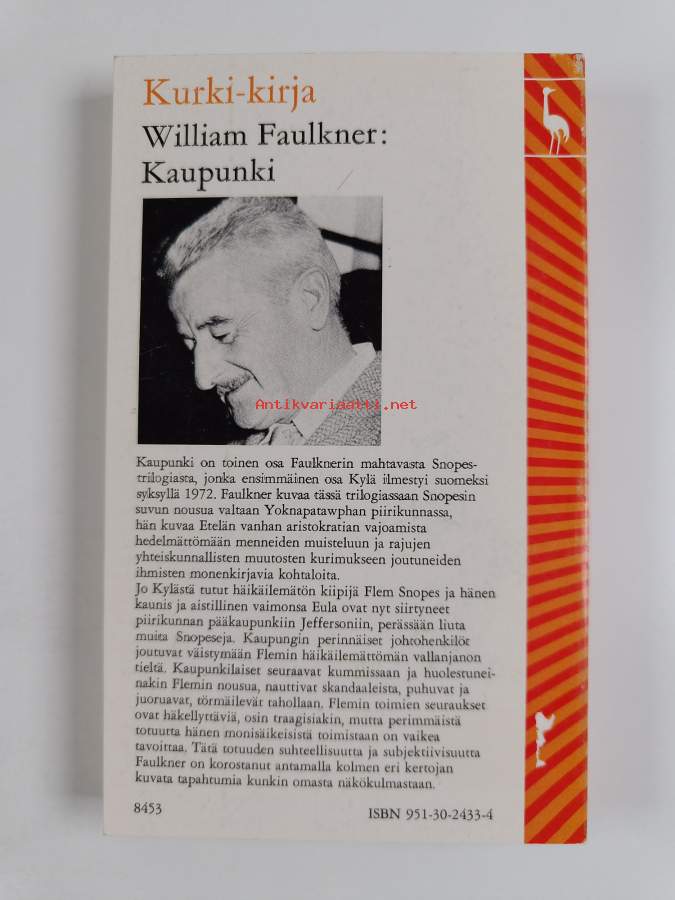 Kurki-kirja
William Faulkner:
Kaupunki
Antikvariaatti.net
Kaupunki on toinen osa Faulknerin mahtavasta Snopes-
trilogiasta, jonka ensimmäinen osa Kylä ilmestyi suomeksi
syksyllä 1972. Faulkner kuvaa tässä trilogiassaan Snopesin
suvun nousua valtaan Yoknapatawphan piirikunnassa,
hän kuvaa Etelän vanhan aristokratian vajoamista
hedelmättömään menneiden muisteluun ja rajujen
yhteiskunnallisten muutosten kurimukseen joutuneiden
ihmisten monenkirjavia kohtaloita.
Jo Kylästä tutut häikäilemätön kiipijä Flem Snopes ja hänen
kaunis ja aistillinen vaimonsa Eula ovat nyt siirtyneet
piirikunnan pääkaupunkiin Jeffersoniin, perässään liuta
muita Snopeseja. Kaupungin perinnäiset johtohenkilöt
joutuvat väistymään Flemin häikäilemättömän vallanjanon
tieltä. Kaupunkilaiset seuraavat kummissaan ja huolestunei-
nakin Flemin nousua, nauttivat skandaaleista, puhuvat ja
juoruavat, törmäilevät tahollaan. Flemin toimien seuraukset
ovat häkellyttäviä, osin traagisiakin, mutta perimmäistä
totuutta hänen monisäikeisistä toimistaan on vaikea
tavoittaa. Tätä totuuden suhteellisuutta ja subjektiivisuutta
Faulkner on korostanut antamalla kolmen eri kertojan
kuvata tapahtumia kunkin omasta näkökulmastaan.
8453
ISBN 951-30-2433-4